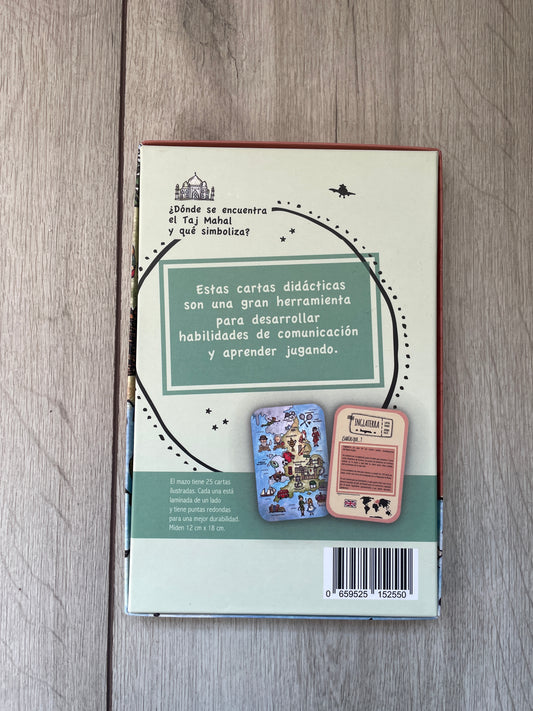 ¿Dónde se encuentra
el Taj Mahal
y qué simboliza?
Estas cartas didácticas
son una gran herramienta
para desarrollar
habilidades de comunicación
y aprender jugando.
INGLATERRA
El mazo tiene 25 cartas
ilustradas. Cada una está
laminada de un lado
y tiene puntas redondas
para una mejor durabilidad.
Miden 12 cm x 18 cm.
0 659525 152550